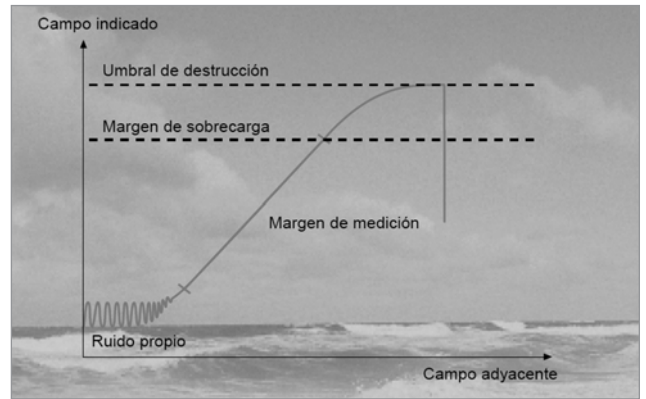 Campo indicado
Umbral de destrucción
Margen de sobrecarga
Margen de medición
Ruido propio
Campo adyacente